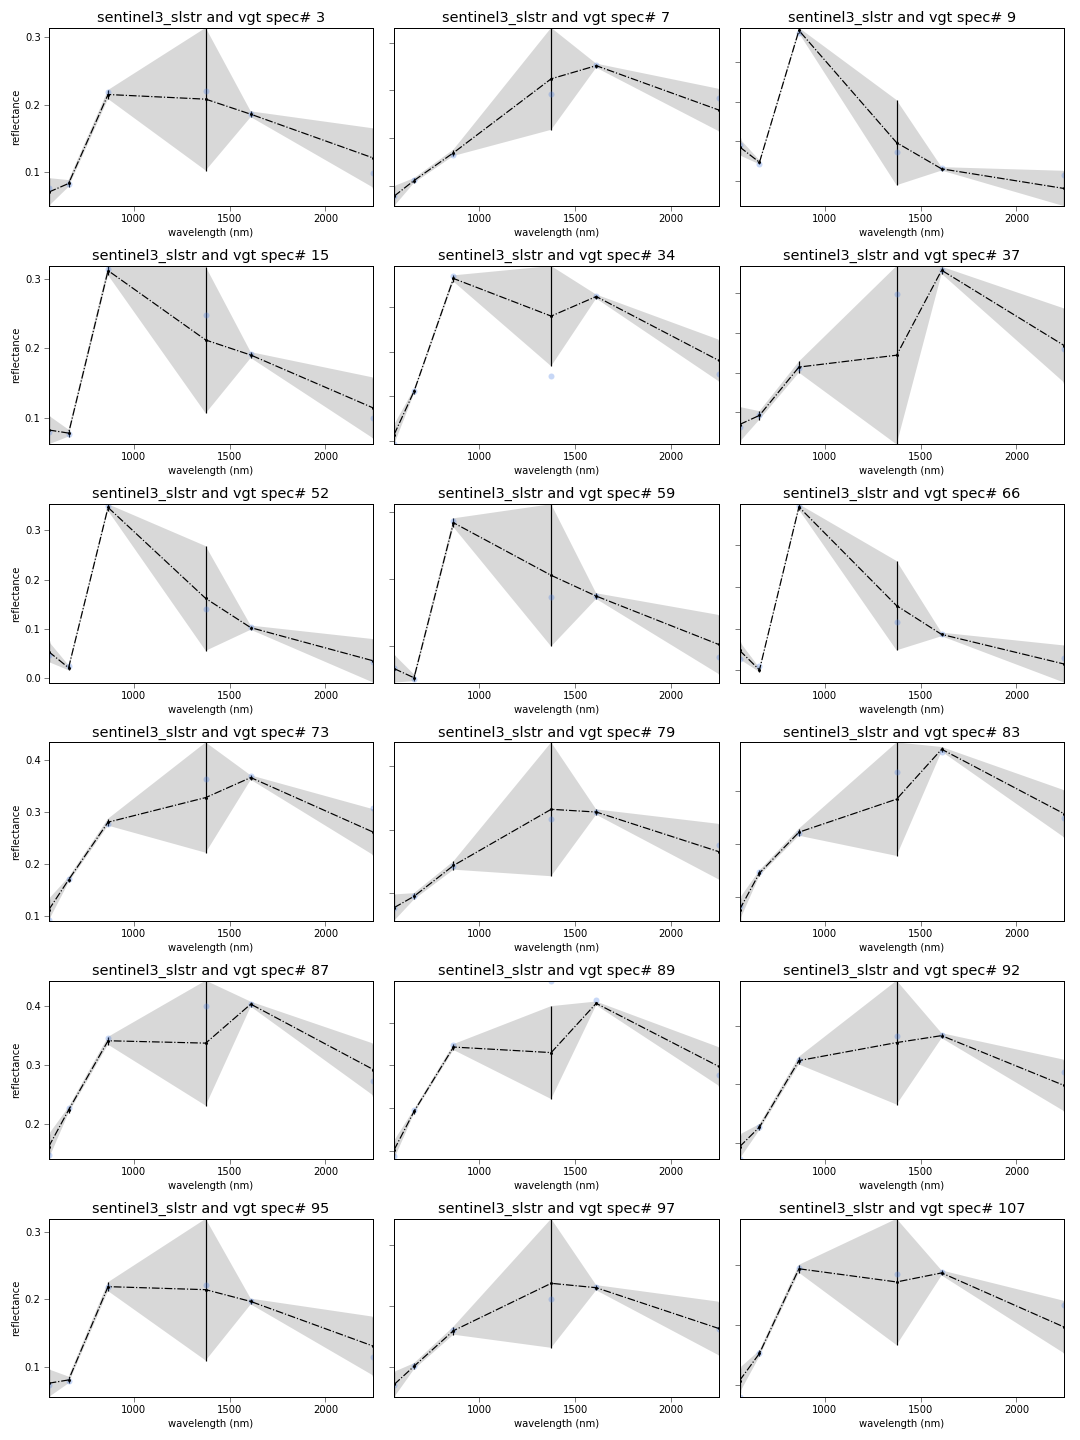 sentinel3_slstr and vgt spec# 3
sentinel3_slstr and vgt spec# 7
sentinel3_slstr and vgt spec# 9
0.3
0.2
0.1
reflectance
1000 1500 2000
1000 1500 2000
1000 1500 2000
wavelength (nm)
wavelength (nm)
wavelength (nm)
sentinel3_slstr and vgt spec# 15
sentinel3_slstr and vgt spec# 34
sentinel3_slstr and vgt spec# 37
0.3
0.2
0.1
reflectance
1000 1500 2000
1000 1500 2000
1000 1500 2000
wavelength (nm)
wavelength (nm)
wavelength (nm)
sentinel3_slstr and vgt spec# 52
sentinel3_slstr and vgt spec# 59
sentinel3_slstr and vgt spec# 66
0.3
0.2
0.1
0.0
reflectance
1000 1500 2000
1000 1500 2000
1000 1500 2000
wavelength (nm)
wavelength (nm)
wavelength (nm)
sentinel3_slstr and vgt spec# 73
sentinel3_slstr and vgt spec# 79
sentinel3_slstr and vgt spec# 83
0.4
0.3
0.2
0.1
reflectance
1000 1500 2000
1000 1500 2000
1000 1500 2000
wavelength (nm)
wavelength (nm)
wavelength (nm)
sentinel3_slstr and vgt spec# 87
sentinel3_slstr and vgt spec# 89
sentinel3_slstr and vgt spec# 92
0.4
0.3
0.2
reflectance
1000 1500 2000
1000 1500 2000
1000 1500 2000
wavelength (nm)
wavelength (nm)
wavelength (nm)
sentinel3_slstr and vgt spec# 95
sentinel3_slstr and vgt spec# 97
sentinel3_slstr and vgt spec# 107
0.3
0.2
0.1
reflectance
1000 1500 2000
1000 1500 2000
1000 1500 2000
wavelength (nm)
wavelength (nm)
wavelength (nm)